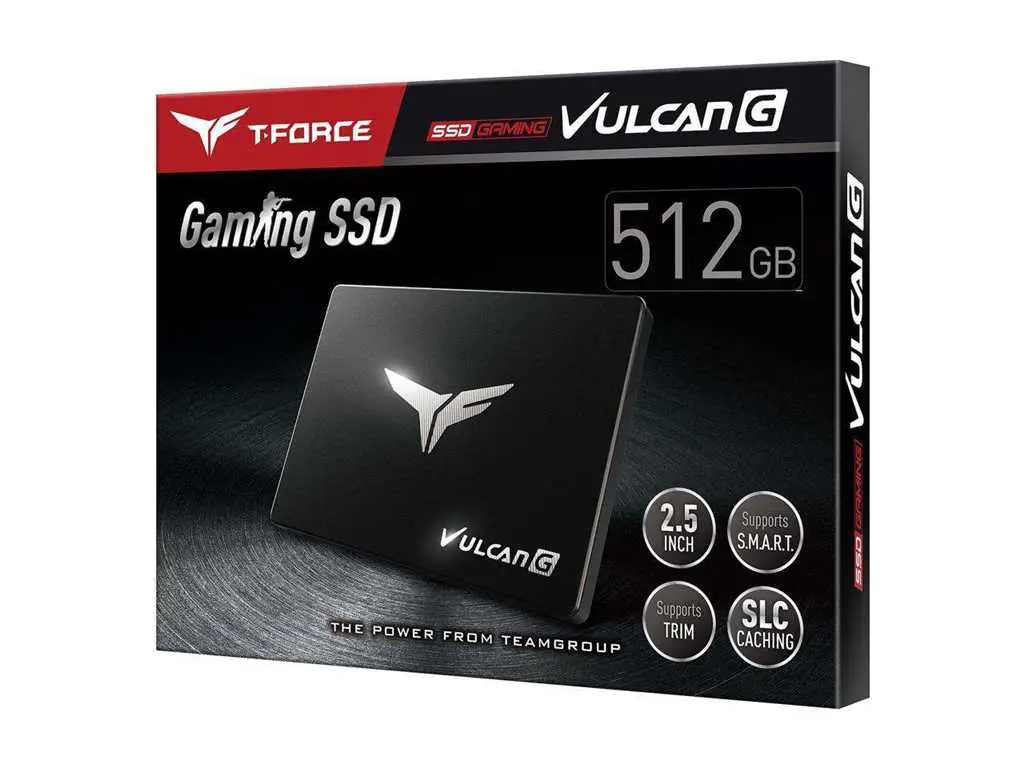 T-FORCE
SSD GAMING VULCAN G
Gaming SSD
512GB
VULCAN G
2.5
INCH
Supports
S.M.A.R.T.
Supports
TRIM
SLC
CACHING
THE POWER FROM TEAMGROUP
SSD GAMING VULCAN G